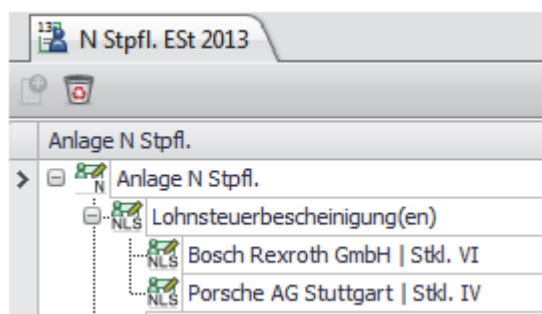 N Stpfl. ESt 2013
Anlage N Stpfl.
Anlage N Stpfl.
Lohnsteuerbescheinigung(en)
Bosch Rexroth GmbH | Stkl. VI
Porsche AG Stuttgart | Stkl. IV